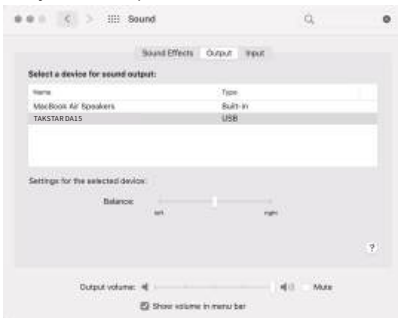 Sound
Sound Effects Output Input
Select a device for sound output:
Name Type
MacBook Air Speakers Built-in
TAKSTAR DA15 USB
Settings for the selected device:
Balance:
left right
?
Output volume: Mute
Show volume in menu bar